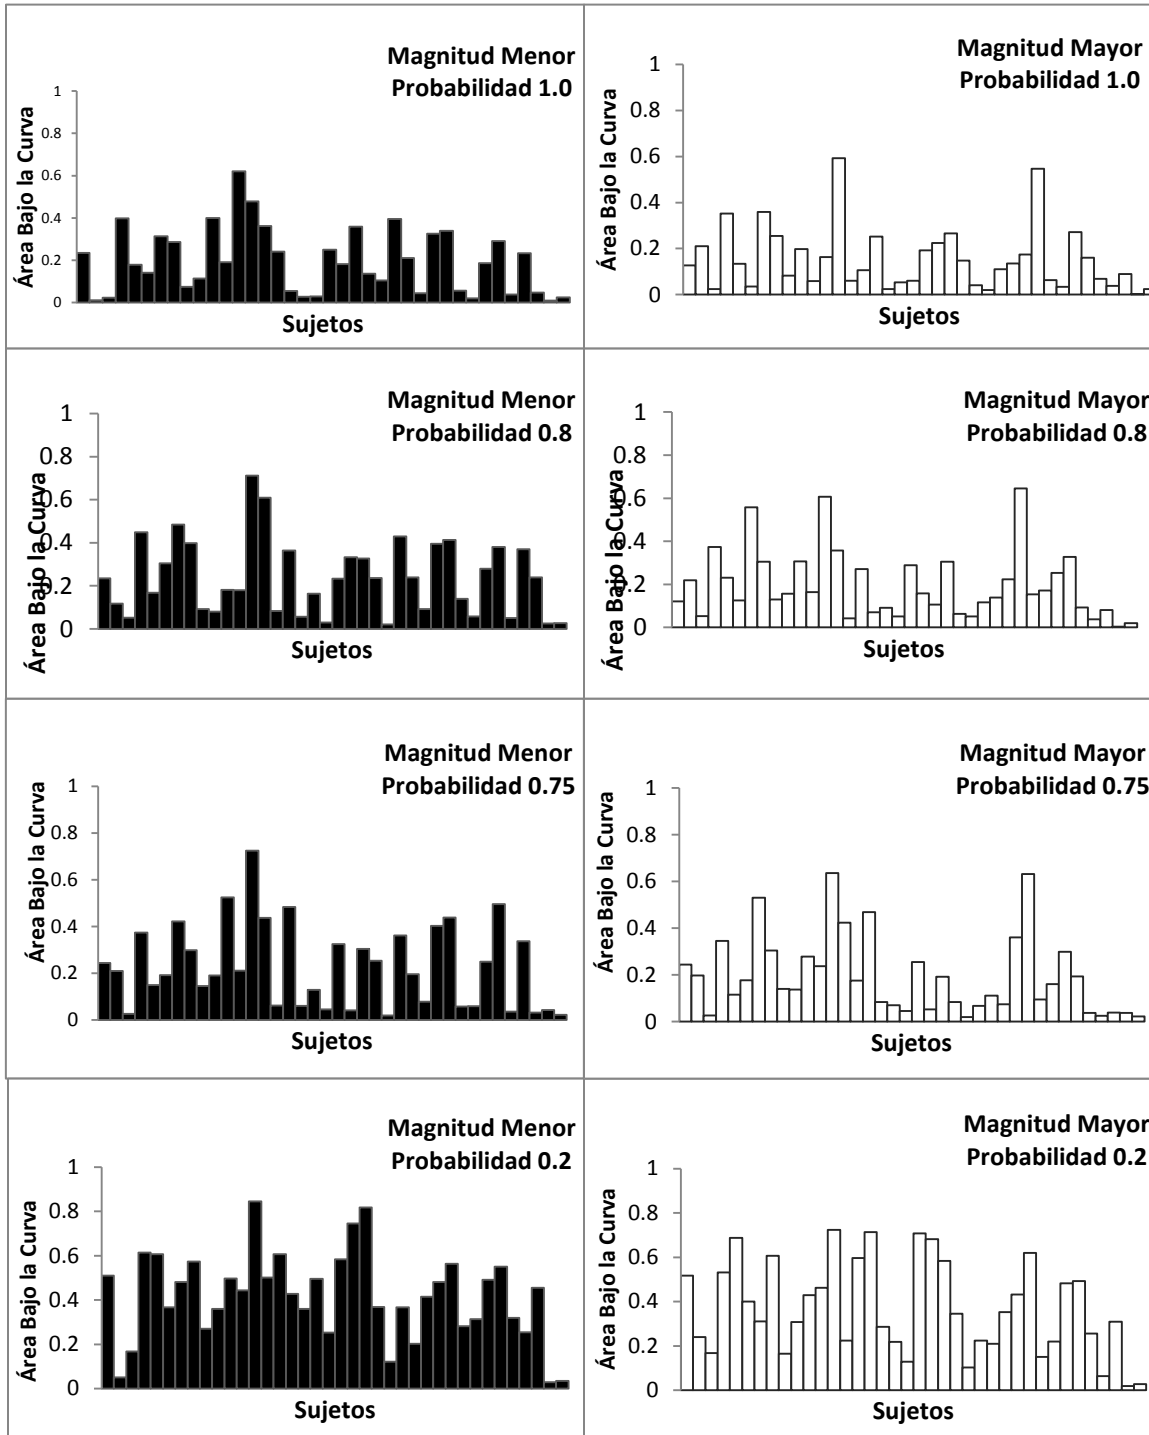 Magnitud Menor
Probabilidad 1.0
Área Bajo la Curva
1
0.8
0.6
0.4
0.2
0
Sujetos
Magnitud Mayor
Probabilidad 1.0
Área Bajo la Curva
1
0.8
0.6
0.4
0.2
0
Sujetos
Magnitud Menor
Probabilidad 0.8
Área Bajo la Curva
1
0.8
0.6
0.4
0.2
0
Sujetos
Magnitud Mayor
Probabilidad 0.8
Área Bajo la Curva
1
0.8
0.6
0.4
0.2
0
Sujetos
Magnitud Menor
Probabilidad 0.75
Área Bajo la Curva
1
0.8
0.6
0.4
0.2
0
Sujetos
Magnitud Mayor
Probabilidad 0.75
Área Bajo la Curva
1
0.8
0.6
0.4
0.2
0
Sujetos
Magnitud Menor
Probabilidad 0.2
Área Bajo la Curva
1
0.8
0.6
0.4
0.2
0
Sujetos
Magnitud Mayor
Probabilidad 0.2
Área Bajo la Curva
1
0.8
0.6
0.4
0.2
0
Sujetos